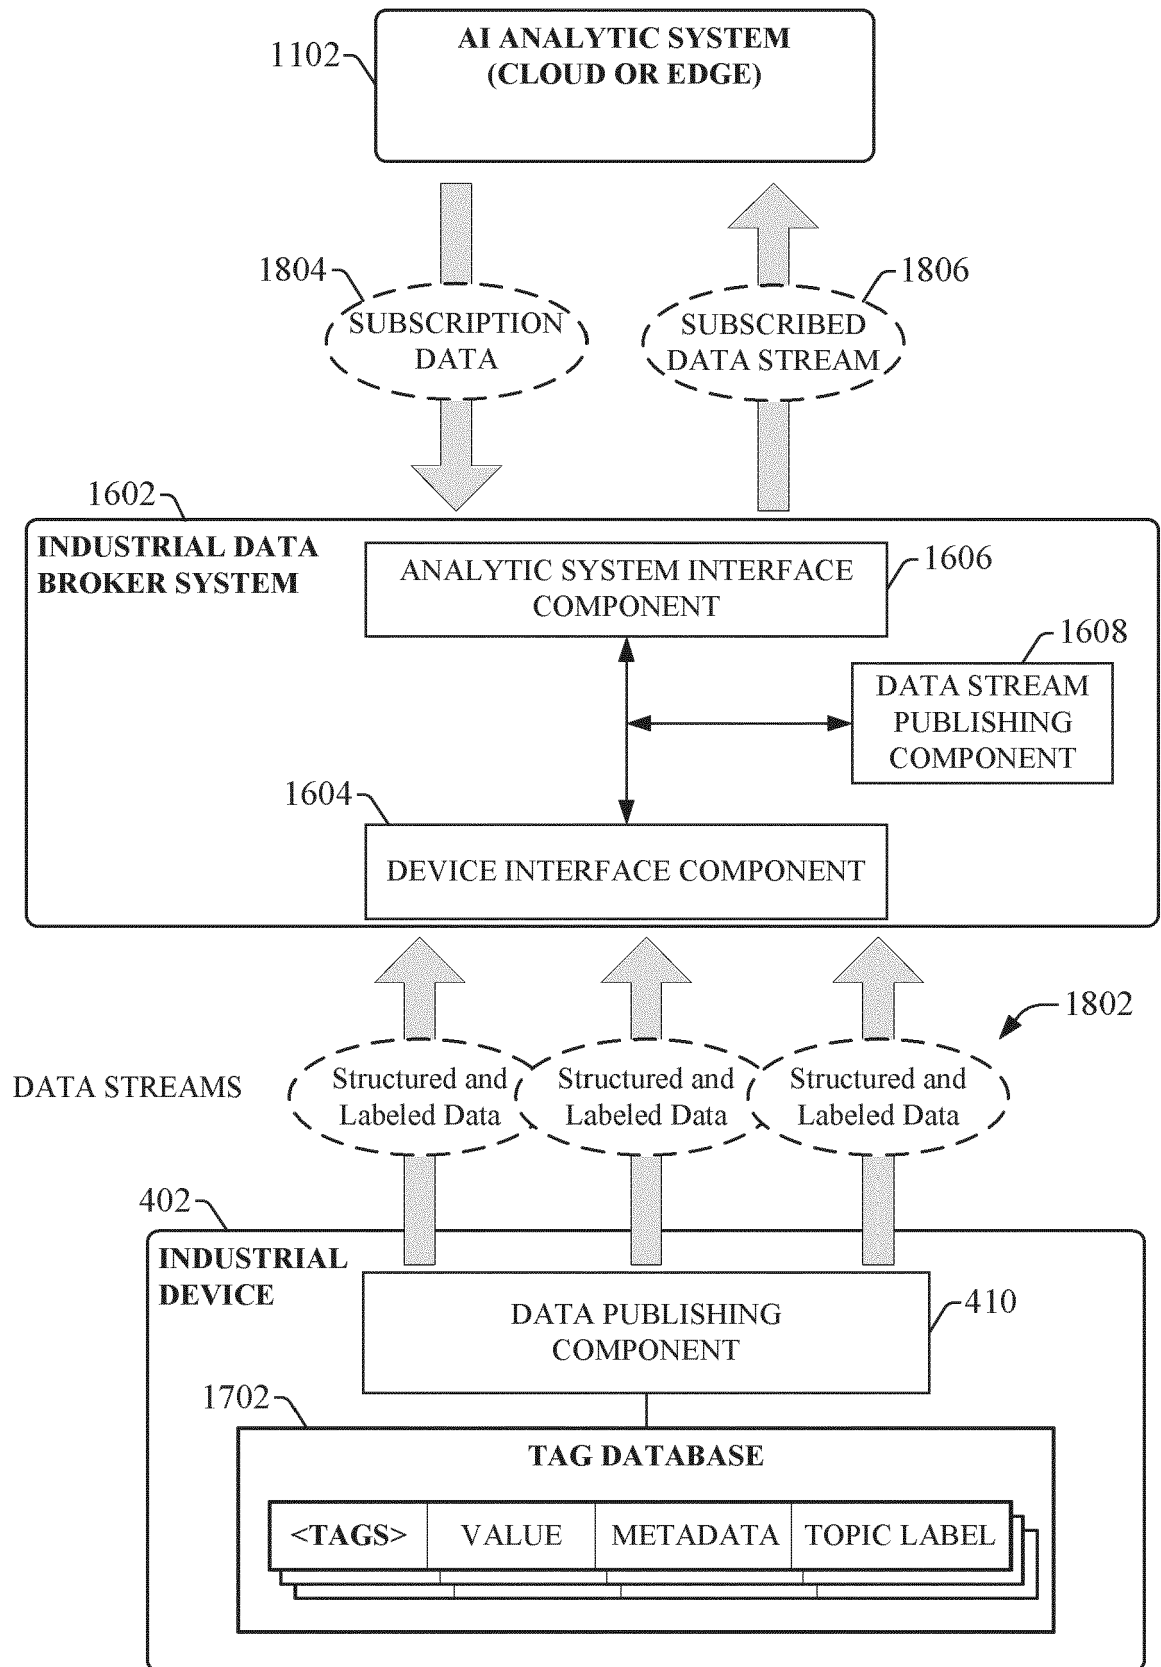 AI ANALYTIC SYSTEM
(CLOUD OR EDGE)
1102
1804
1806
SUBSCRIPTION
DATA
SUBSCRIBED
DATA STREAM
1602
INDUSTRIAL DATA
BROKER SYSTEM
ANALYTIC SYSTEM INTERFACE
COMPONENT
1606
1608
DATA STREAM
PUBLISHING
COMPONENT
1604
DEVICE INTERFACE COMPONENT
1802
DATA STREAMS
Structured and
Labeled Data
Structured and
Labeled Data
Structured and
Labeled Data
402
INDUSTRIAL
DEVICE
DATA PUBLISHING
COMPONENT
410
1702
TAG DATABASE
<TAGS> VALUE METADATA TOPIC LABEL